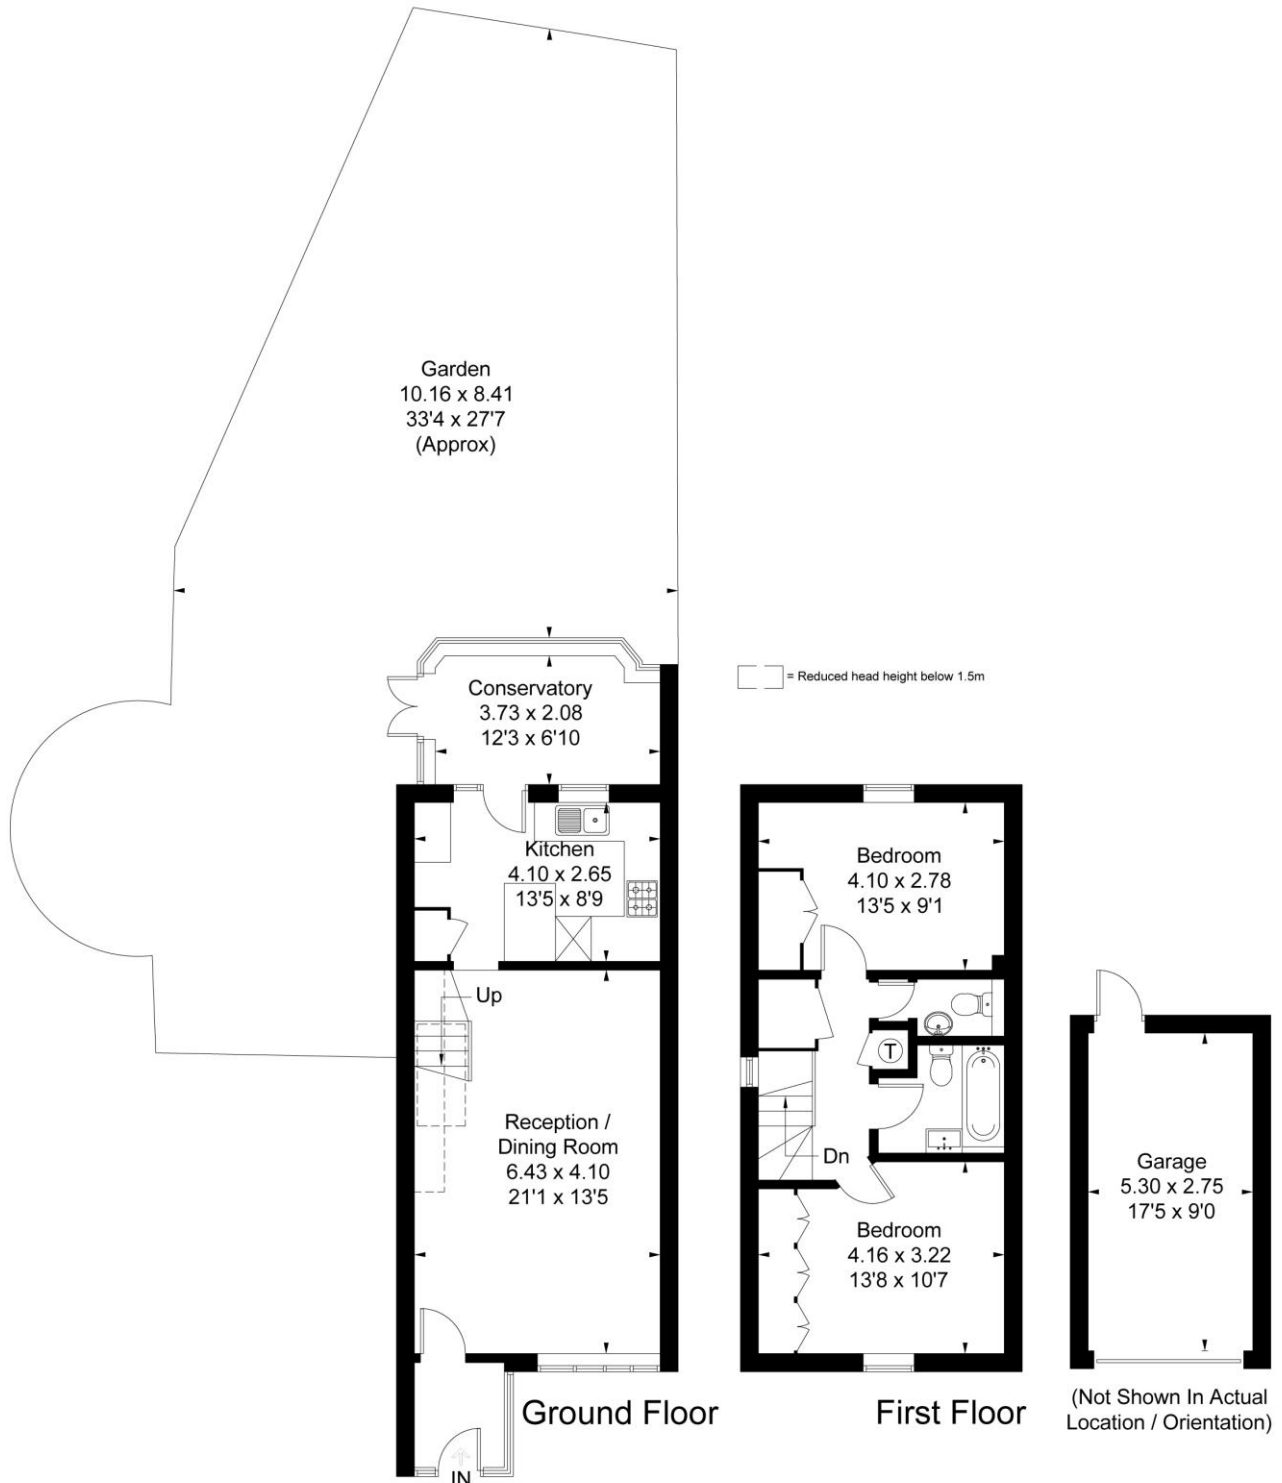 Garden
10.16 x 8.41
33'4 x 27'7
(Approx)
= Reduced head height below 1.5m
Conservatory
3.73 x 2.08
12'3 x 6'10
Kitchen
4.10 x 2.65
13'5 x 8'9
Bedroom
4.10 x 2.78
13'5 x 9'1
Up
T
Reception /
Dining Room
6.43 x 4.10
21'1 x 13'5
Dn
Bedroom
4.16 x 3.22
13'8 x 10'7
Garage
5.30 x 2.75
17'5 x 9'0
(Not Shown In Actual
Location / Orientation)
Ground Floor
First Floor
IN